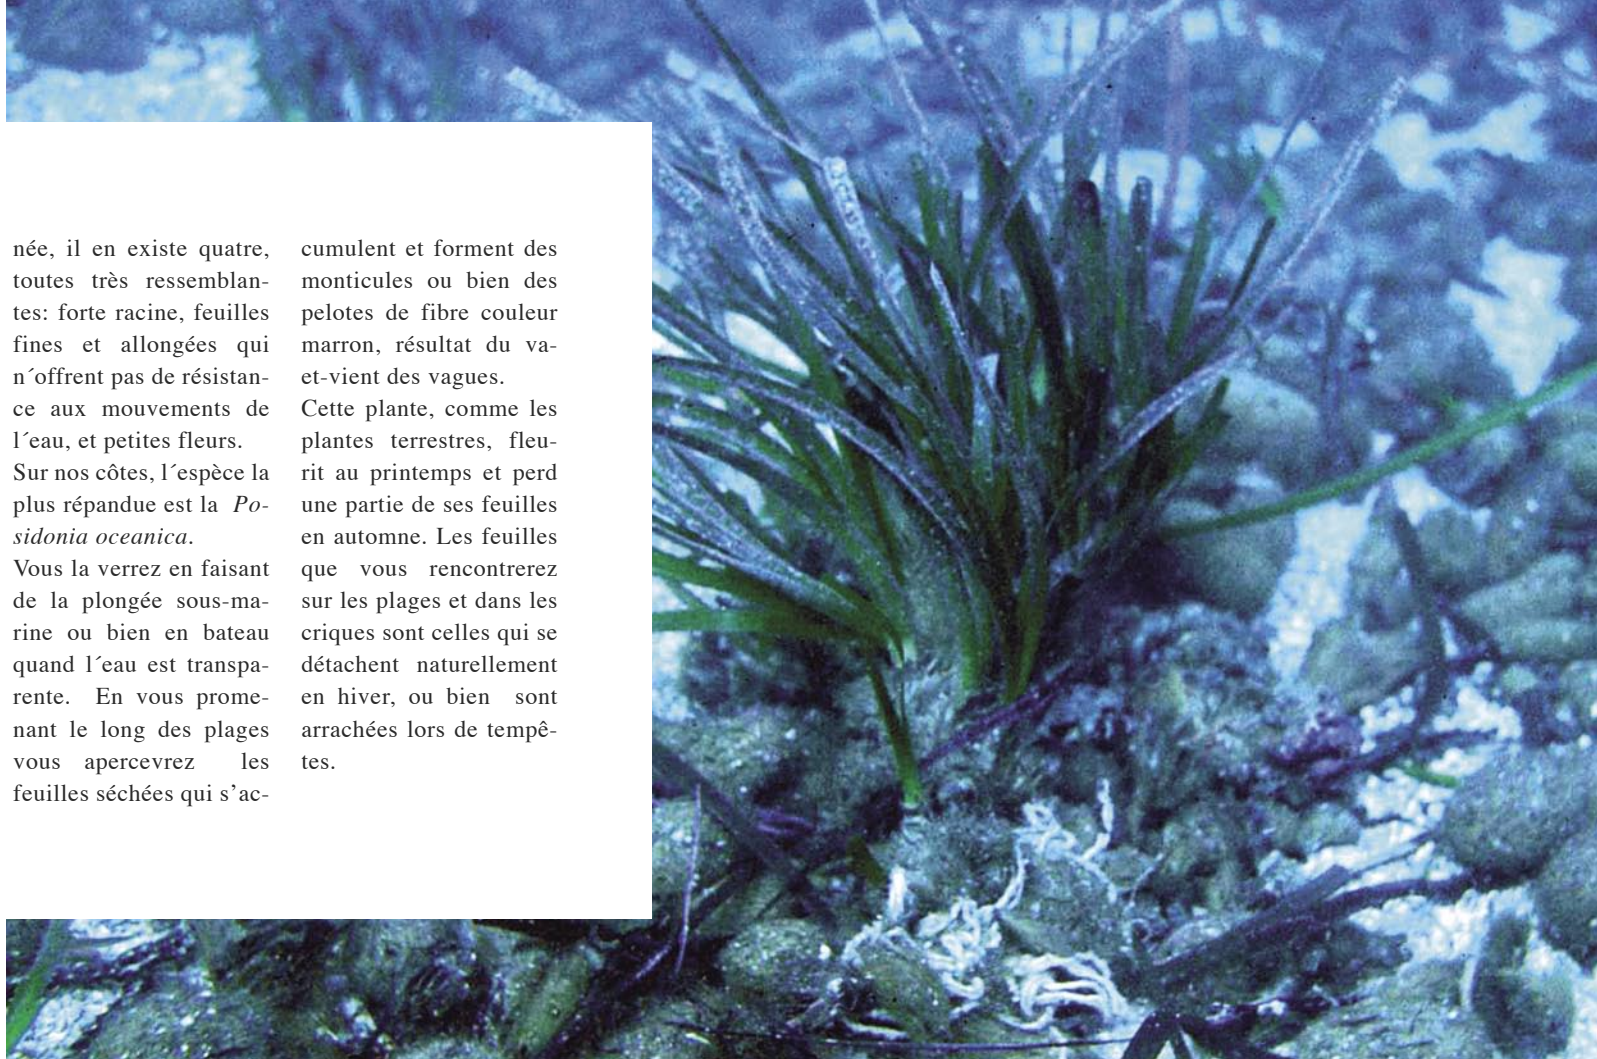 née, il en existe quatre,
toutes très ressemblan-
tes: forte racine, feuilles
fines et allongées qui
n´offrent pas de résistan-
ce aux mouvements de
l´eau, et petites fleurs.
Sur nos côtes, l´espèce la
plus répandue est la Po-
sidonia oceanica.
Vous la verrez en faisant
de la plongée sous-ma-
rine ou bien en bateau
quand l´eau est transpa-
rente. En vous prome-
nant le long des plages
vous apercevrez les
feuilles séchées qui s’ac-
cumulent et forment des
monticules ou bien des
pelotes de fibre couleur
marron, résultat du va-
et-vient des vagues.
Cette plante, comme les
plantes terrestres, fleu-
rit au printemps et perd
une partie de ses feuilles
en automne. Les feuilles
que vous rencontrerez
sur les plages et dans les
criques sont celles qui se
détachent naturellement
en hiver, ou bien sont
arrachées lors de tempê-
tes.